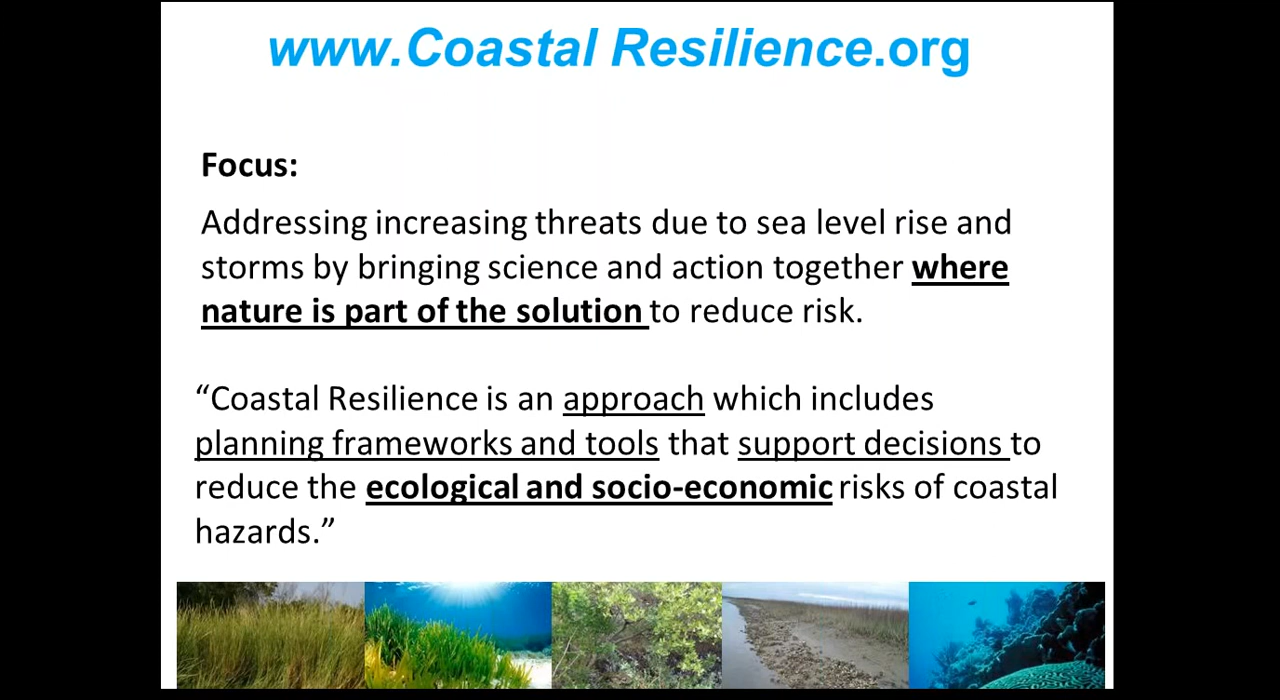 www.Coastal Resilience.org
Focus:
Addressing increasing threats due to sea level rise and
storms by bringing science and action together where
nature is part of the solution to reduce risk.
“Coastal Resilience is an approach which includes
planning frameworks and tools that support decisions to
reduce the ecological and socio-economic risks of coastal
hazards.”